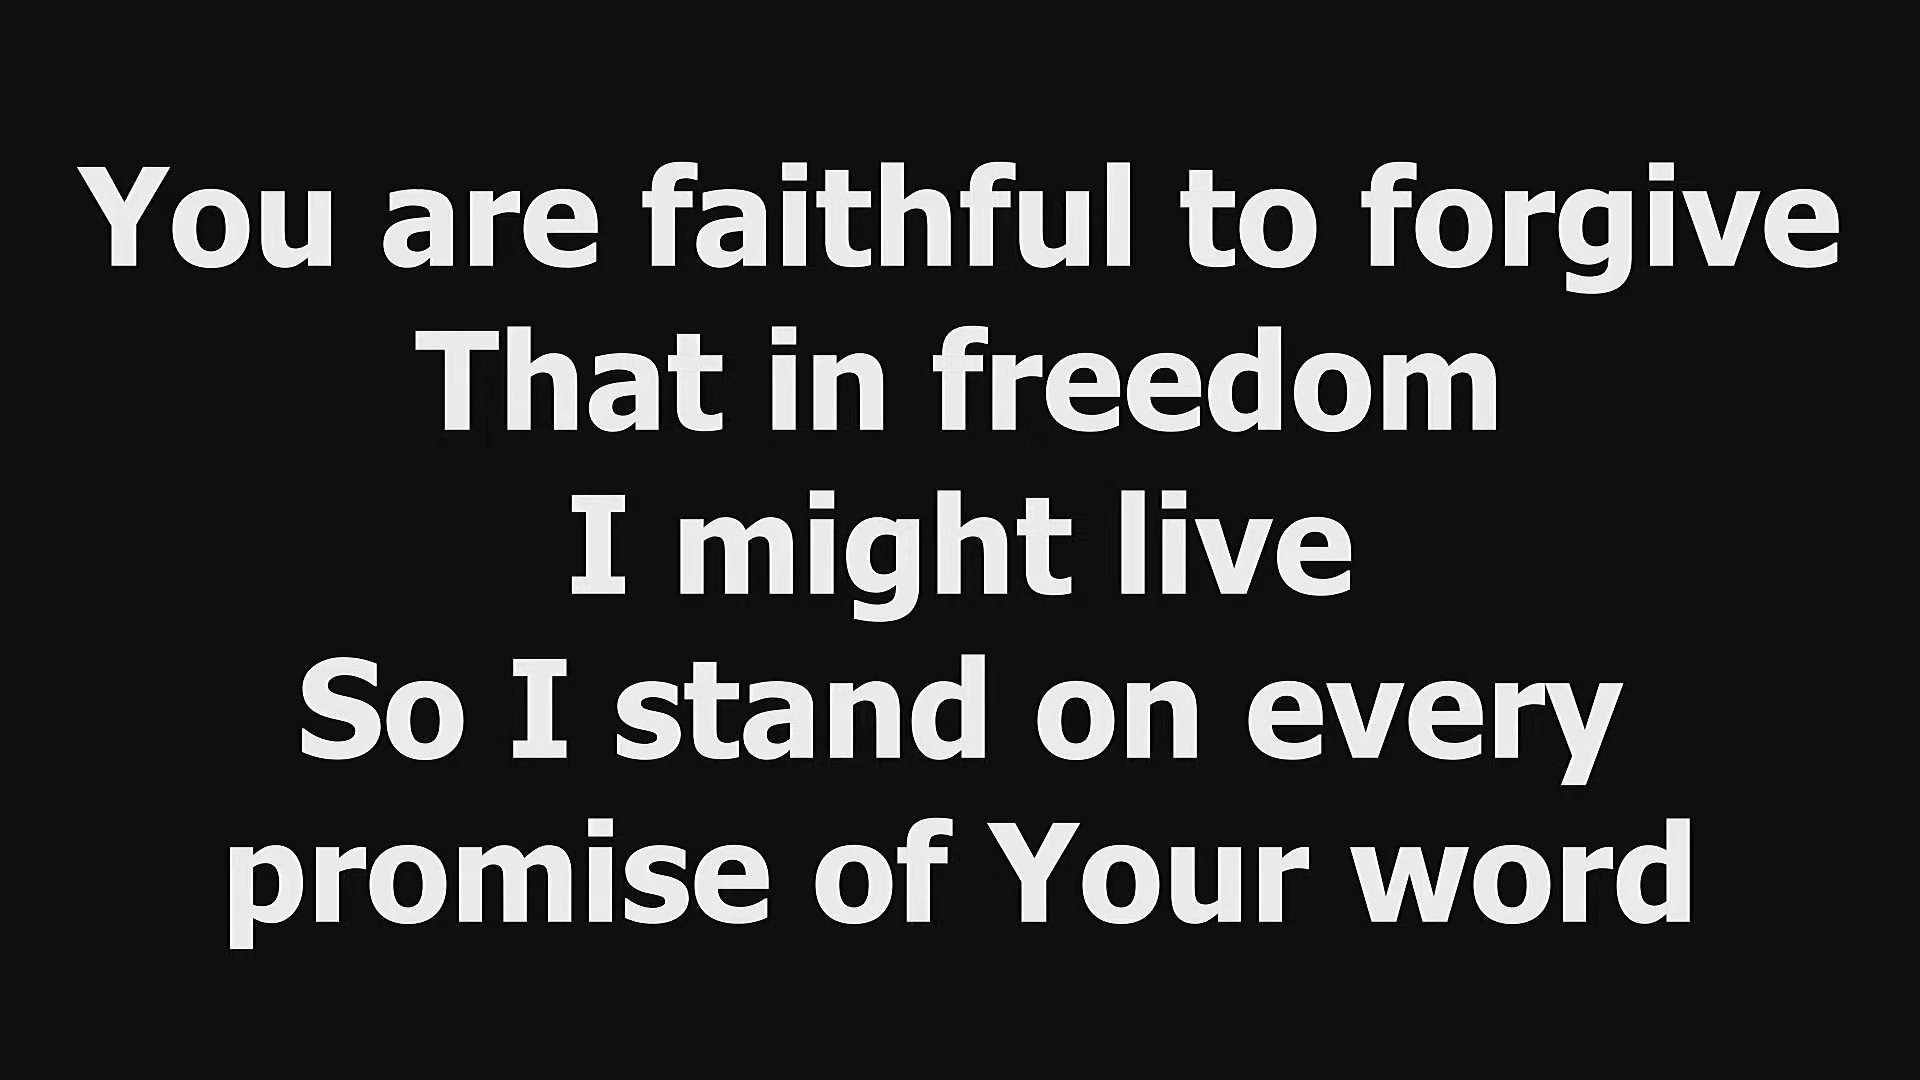 You are faithful to forgive
That in freedom
I might live
So I stand on every
promise of Your word